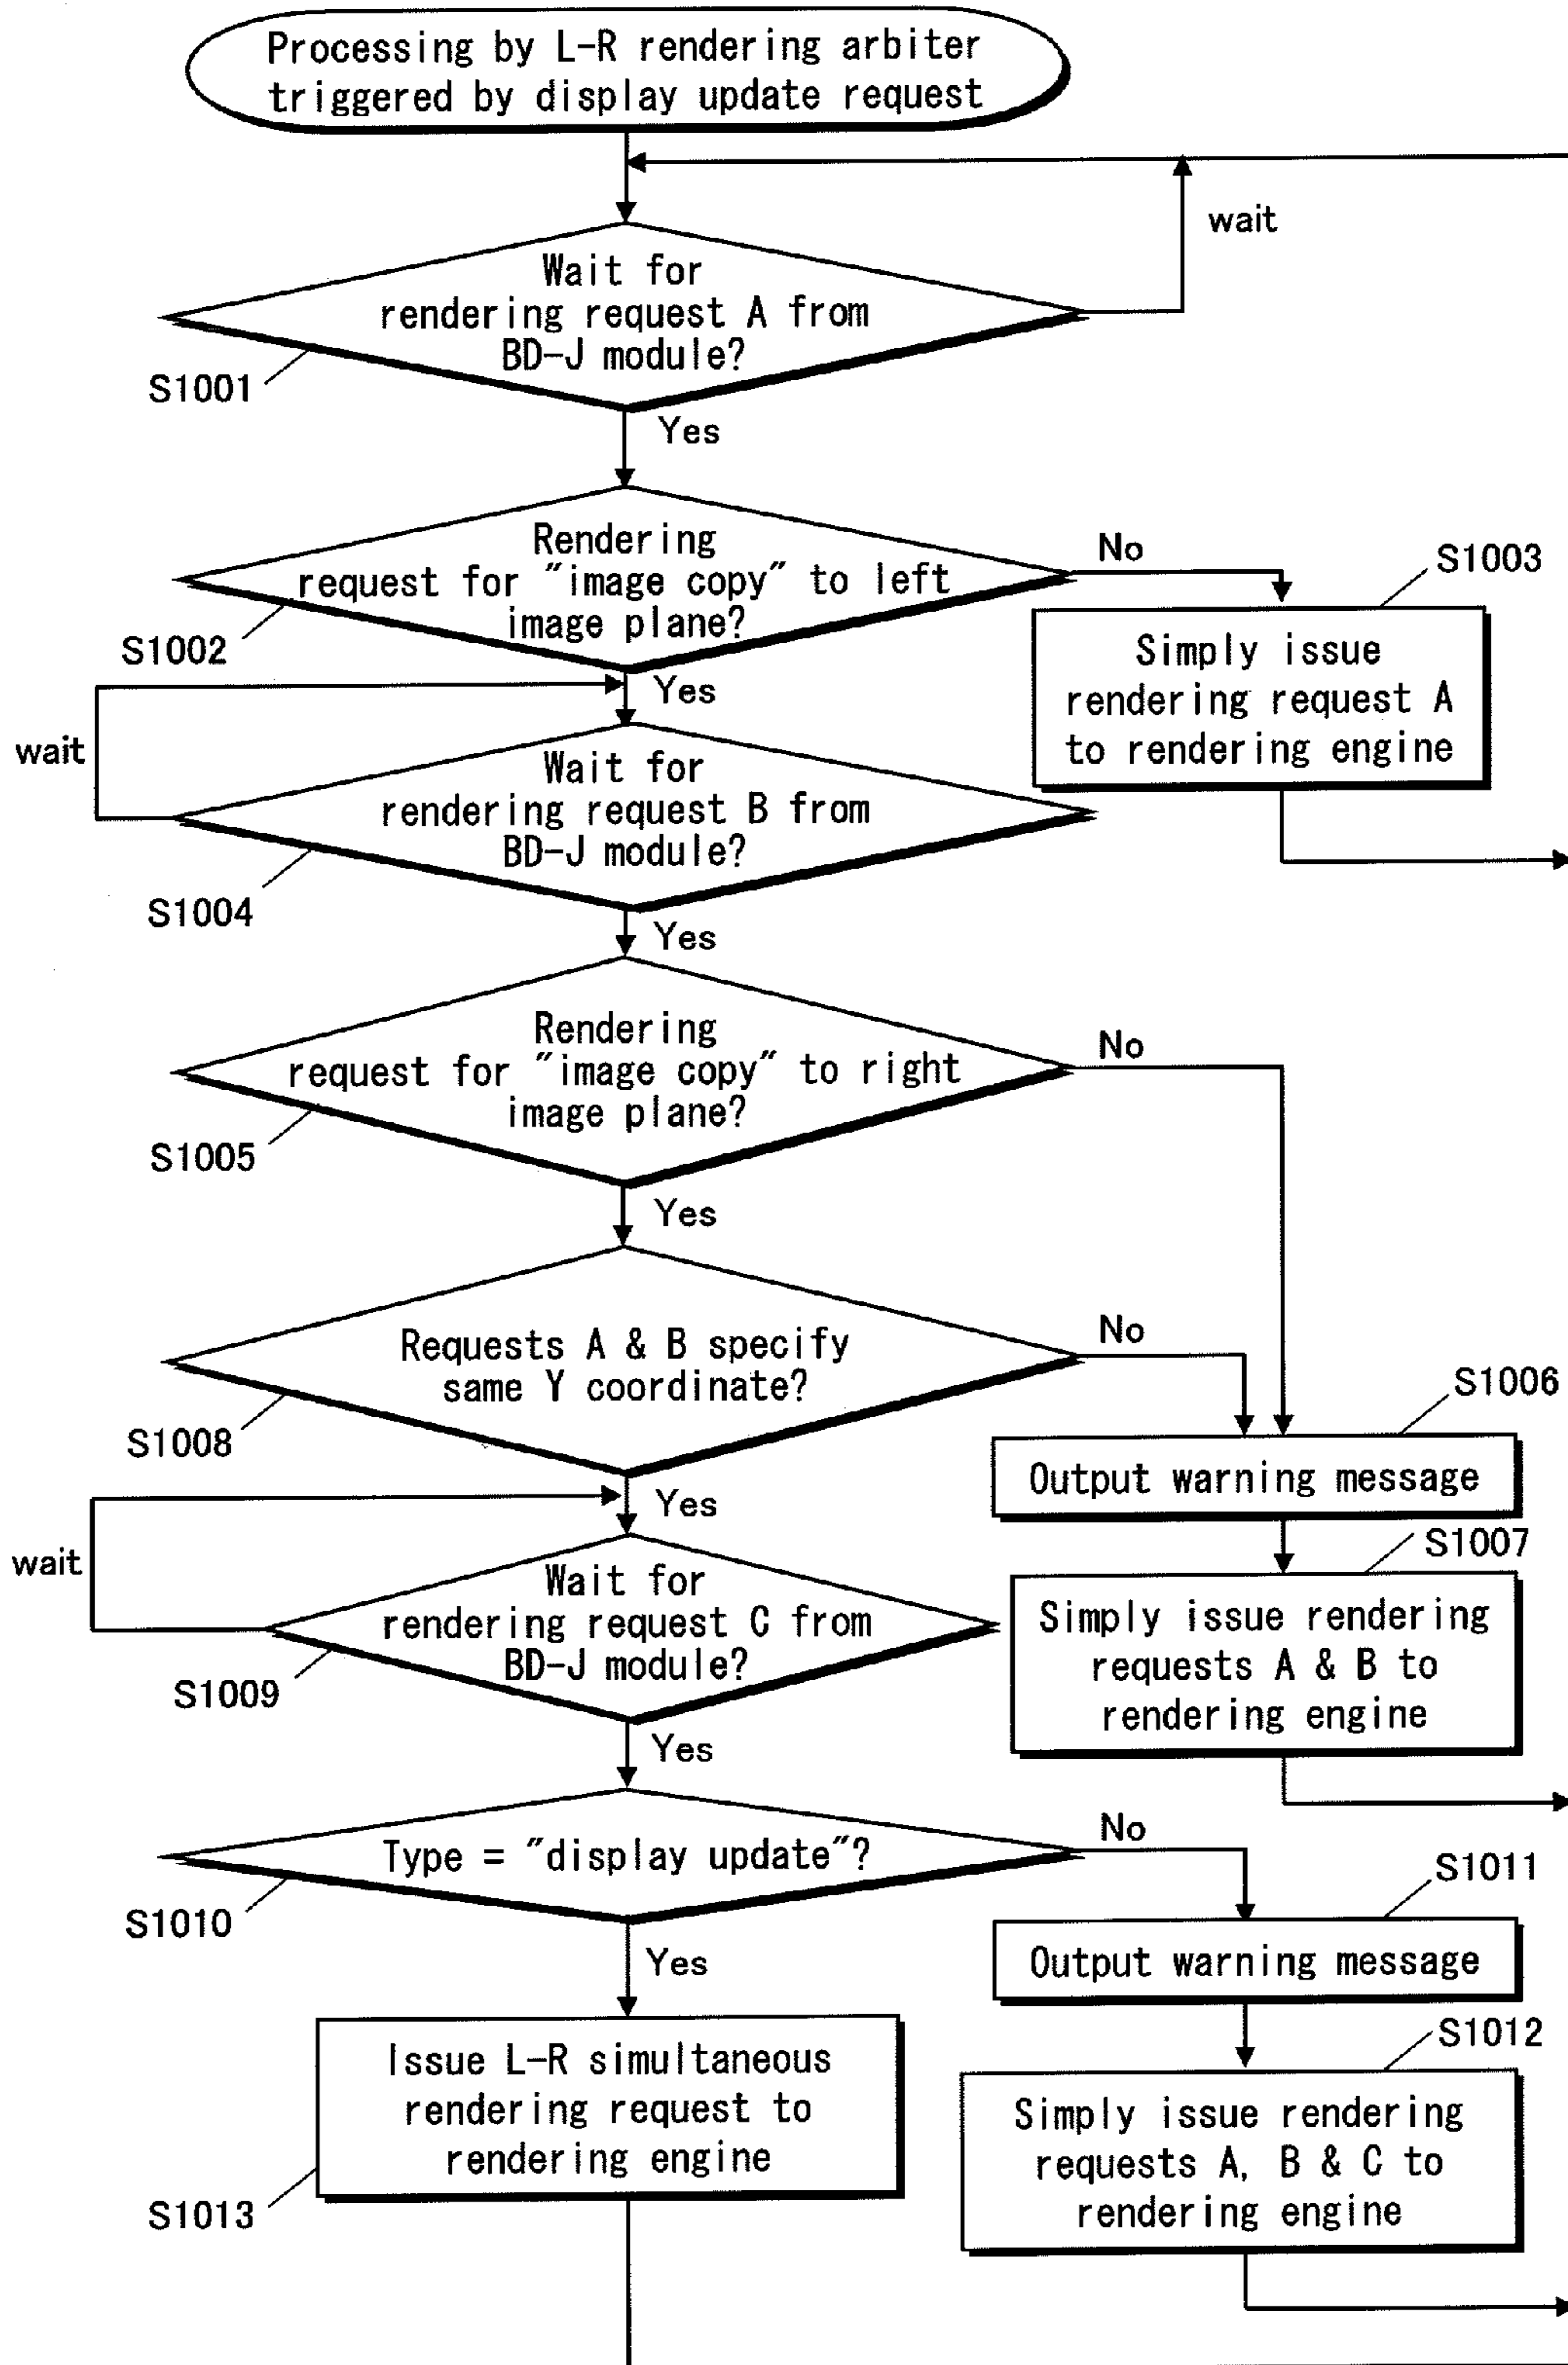 Processing by L-R rendering arbiter
triggered by display update request
wait
Wait for
rendering request A from
BD-J module?
S1001
Yes
Rendering
request for "image copy" to left
image plane?
S1002
No
S1003
Simply issue
rendering request A
to rendering engine
Yes
wait
Wait for
rendering request B from
BD-J module?
S1004
Yes
Rendering
request for "image copy" to right
image plane?
S1005
No
Yes
Requests A & B specify
same Y coordinate?
S1008
No
S1006
Output warning message
S1007
Simply issue rendering
requests A & B to
rendering engine
Yes
wait
Wait for
rendering request C from
BD-J module?
S1009
Yes
Type = "display update"?
S1010
No
S1011
Output warning message
S1012
Simply issue rendering
requests A, B & C to
rendering engine
Yes
Issue L-R simultaneous
rendering request to
rendering engine
S1013